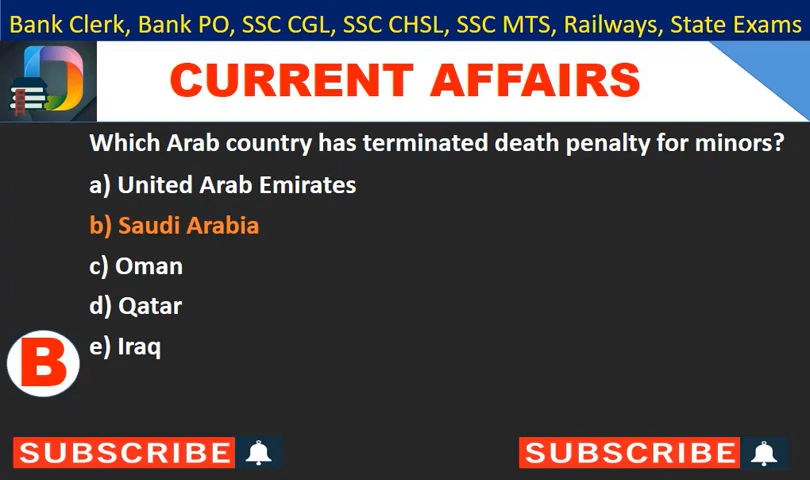 Bank Clerk, Bank PO, SSC CGL, SSC CHSL, SSC MTS, Railways, State Exams
CURRENT AFFAIRS
Which Arab country has terminated death penalty for minors?
a) United Arab Emirates
b) Saudi Arabia
c) Oman
d) Qatar
e) Iraq
B
SUBSCRIBE
SUBSCRIBE